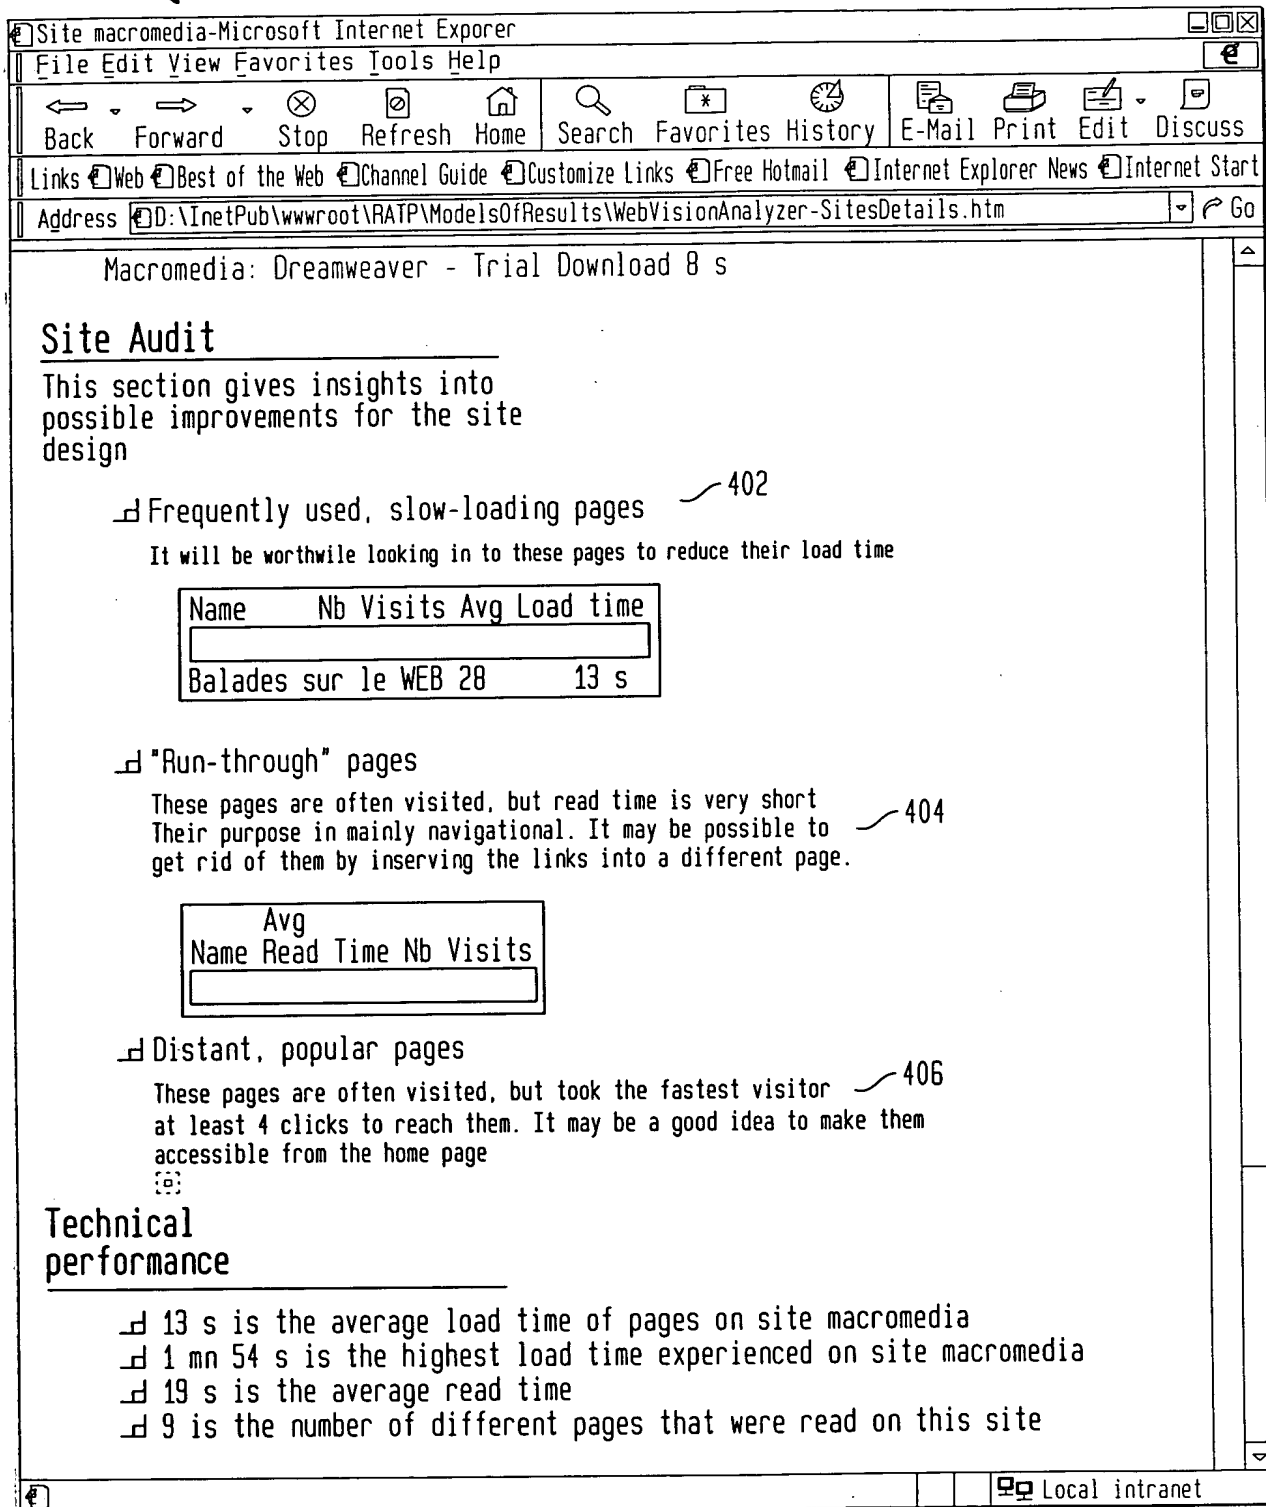 Site macromedia-Microsoft Internet Exporer
File Edit View Favorites Tools Help
Back Forward Stop Refresh Home Search Favorites History E-Mail Print Edit Discuss
Links Web Best of the Web Channel Guide Customize Links Free Hotmail Internet Explorer News Internet Start
Address D:\InetPub\wwwroot\RATP\ModelsOfResults\WebVisionAnalyzer-SitesDetails.htm Go
Macromedia: Dreamweaver - Trial Download 8 s
Site Audit
This section gives insights into
possible improvements for the site
design
402
Frequently used, slow-loading pages
It will be worthwile looking in to these pages to reduce their load time
Name Nb Visits Avg Load time
Balades sur le WEB 28 13 s
"Run-through" pages
These pages are often visited, but read time is very short
404
Their purpose in mainly navigational. It may be possible to
get rid of them by inserving the links into a different page.
Avg
Name Read Time Nb Visits
Distant, popular pages
406
These pages are often visited, but took the fastest visitor
at least 4 clicks to reach them. It may be a good idea to make them
accessible from the home page
Technical
performance
13 s is the average load time of pages on site macromedia
1 mn 54 s is the highest load time experienced on site macromedia
19 s is the average read time
9 is the number of different pages that were read on this site
Local intranet